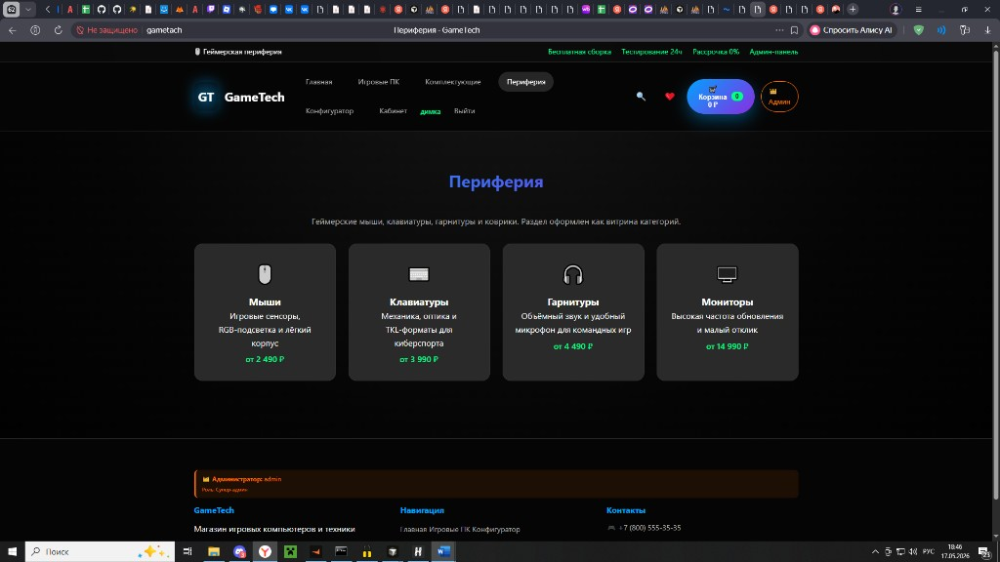 Не защищено
gametach
Периферия - GameTech
Спросить Алису AI
Геймерская периферия
Бесплатная сборка
Тестирование 24ч
Рассрочка 0%
Админ-панель
GT
GameTech
Главная
Игровые ПК
Комплектующие
Периферия
Конфигуратор
Кабинет
димка
Выйти
Корзина
0
0 ₽
Админ
Периферия
Геймерские мыши, клавиатуры, гарнитуры и коврики. Раздел оформлен как витрина категорий.
Мыши
Игровые сенсоры,
RGB-подсветка и лёгкий
корпус
от 2 490 ₽
Клавиатуры
Механика, оптика и
TKL-форматы для
киберспорта
от 3 990 ₽
Гарнитуры
Объёмный звук и удобный
микрофон для командных игр
от 4 490 ₽
Мониторы
Высокая частота обновления
и малый отклик
от 14 990 ₽
Администратор: admin
Роль: Супер-админ
GameTech
Магазин игровых компьютеров и техники
Навигация
Главная Игровые ПК Конфигуратор
Контакты
+7 (800) 555-35-35
Поиск
РУС
18:46
17.05.2026